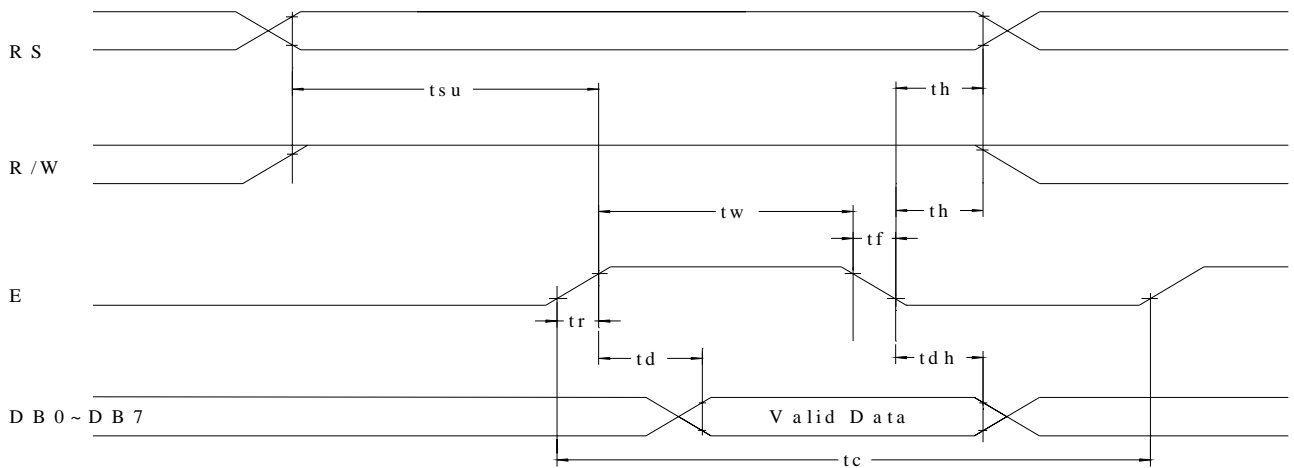 RS
tsu
th
R/W
tw
th
tf
E
tr
td
tdh
DB0~DB7
Valid Data
tc